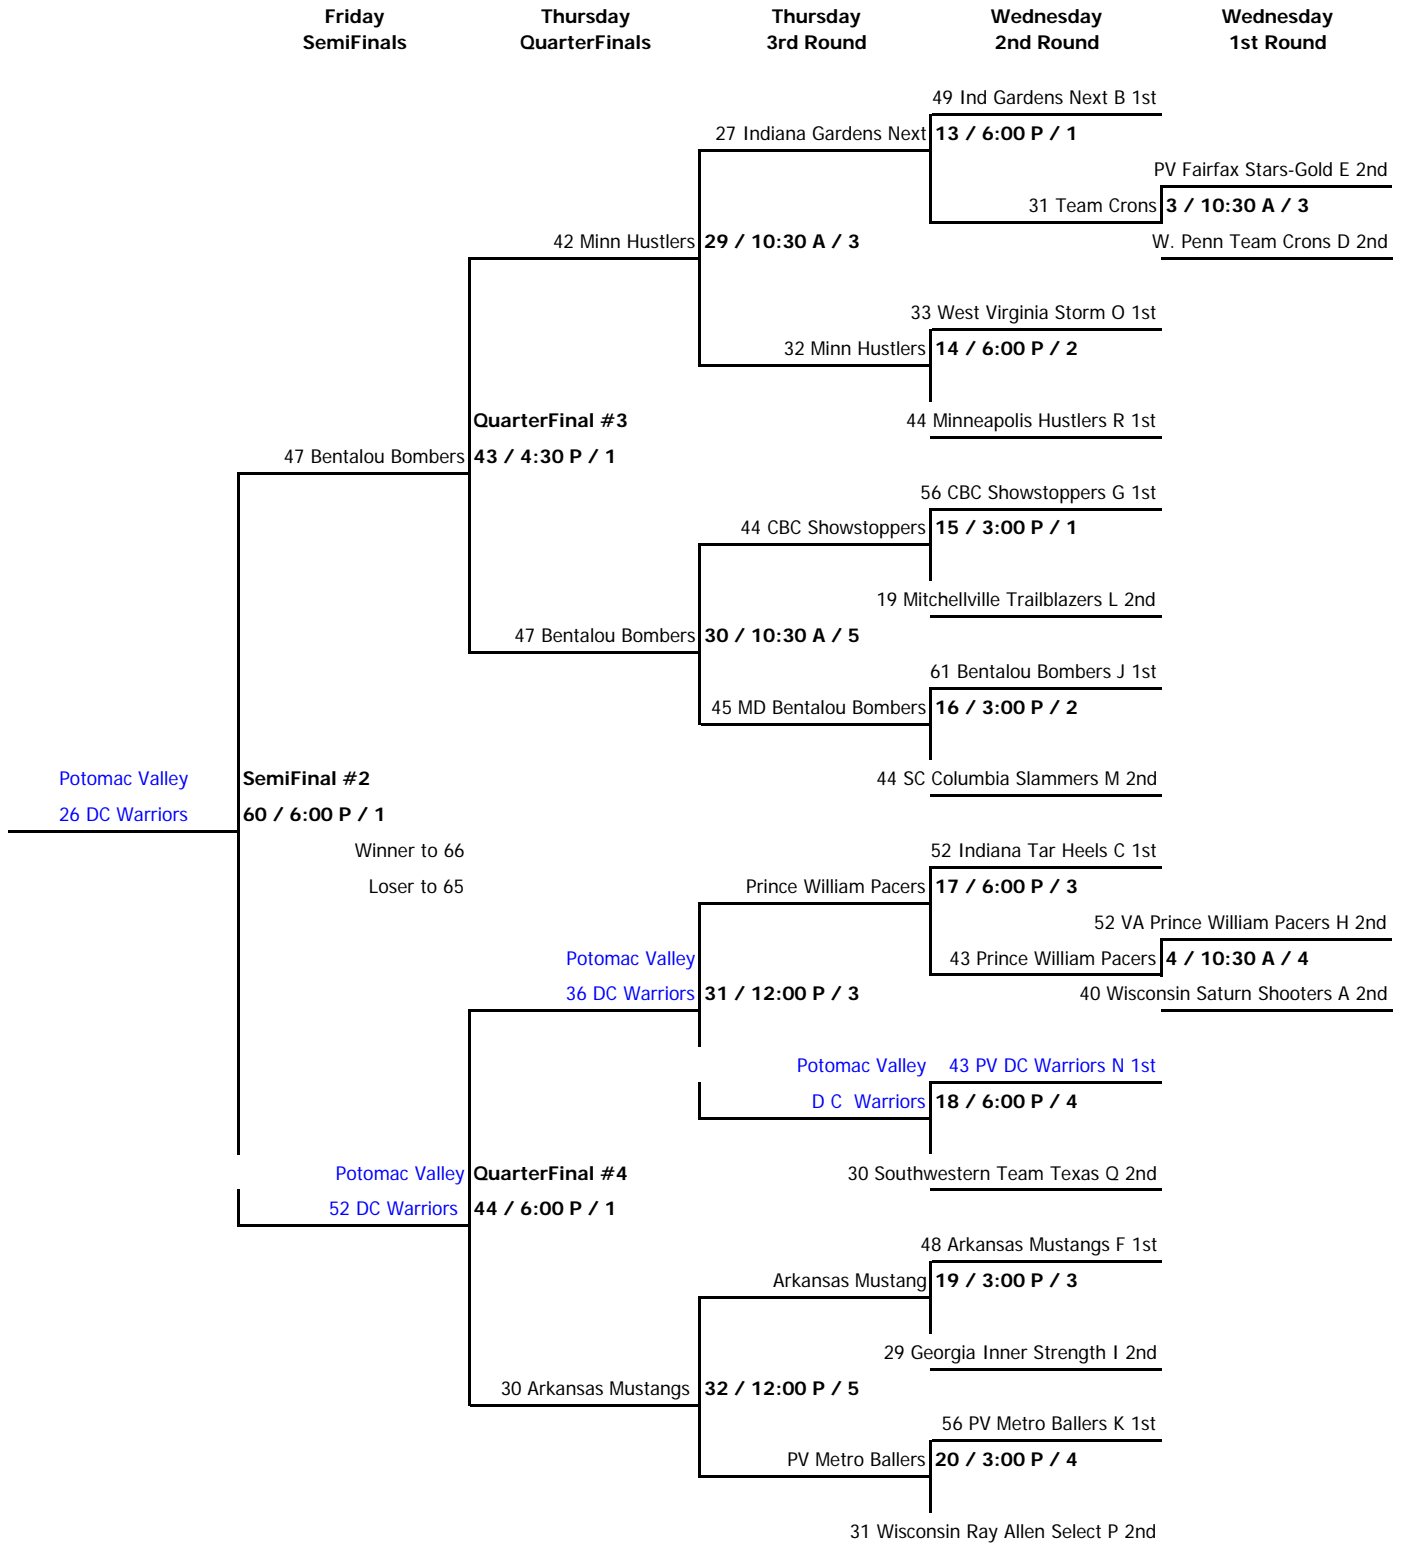 Friday Thursday Thursday Wednesday Wednesday
SemiFinals QuarterFinals 3rd Round 2nd Round 1st Round
49 Ind Gardens Next B 1st
27 Indiana Gardens Next 13 / 6:00 P / 1
PV Fairfax Stars-Gold E 2nd
31 Team Crons 3 / 10:30 A / 3
42 Minn Hustlers 29 / 10:30 A / 3 W. Penn Team Crons D 2nd
33 West Virginia Storm O 1st
32 Minn Hustlers 14 / 6:00 P / 2
QuarterFinal #3 44 Minneapolis Hustlers R 1st
47 Bentalou Bombers 43 / 4:30 P / 1
56 CBC Showstoppers G 1st
44 CBC Showstoppers 15 / 3:00 P / 1
19 Mitchellville Trailblazers L 2nd
47 Bentalou Bombers 30 / 10:30 A / 5
61 Bentalou Bombers J 1st
45 MD Bentalou Bombers 16 / 3:00 P / 2
Potomac Valley SemiFinal #2 44 SC Columbia Slammers M 2nd
26 DC Warriors 60 / 6:00 P / 1
Winner to 66 52 Indiana Tar Heels C 1st
Loser to 65 Prince William Pacers 17 / 6:00 P / 3
52 VA Prince William Pacers H 2nd
Potomac Valley 43 Prince William Pacers 4 / 10:30 A / 4
36 DC Warriors 31 / 12:00 P / 3 40 Wisconsin Saturn Shooters A 2nd
Potomac Valley 43 PV DC Warriors N 1st
D C Warriors 18 / 6:00 P / 4
Potomac Valley QuarterFinal #4 30 Southwestern Team Texas Q 2nd
52 DC Warriors 44 / 6:00 P / 1
48 Arkansas Mustangs F 1st
Arkansas Mustang 19 / 3:00 P / 3
29 Georgia Inner Strength I 2nd
30 Arkansas Mustangs 32 / 12:00 P / 5
56 PV Metro Ballers K 1st
PV Metro Ballers 20 / 3:00 P / 4
31 Wisconsin Ray Allen Select P 2nd